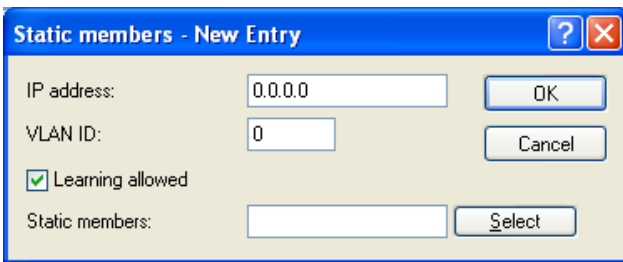 Static members - New Entry
IP address: 0.0.0.0 OK
VLAN ID: 0 Cancel
Learning allowed
Static members: Select